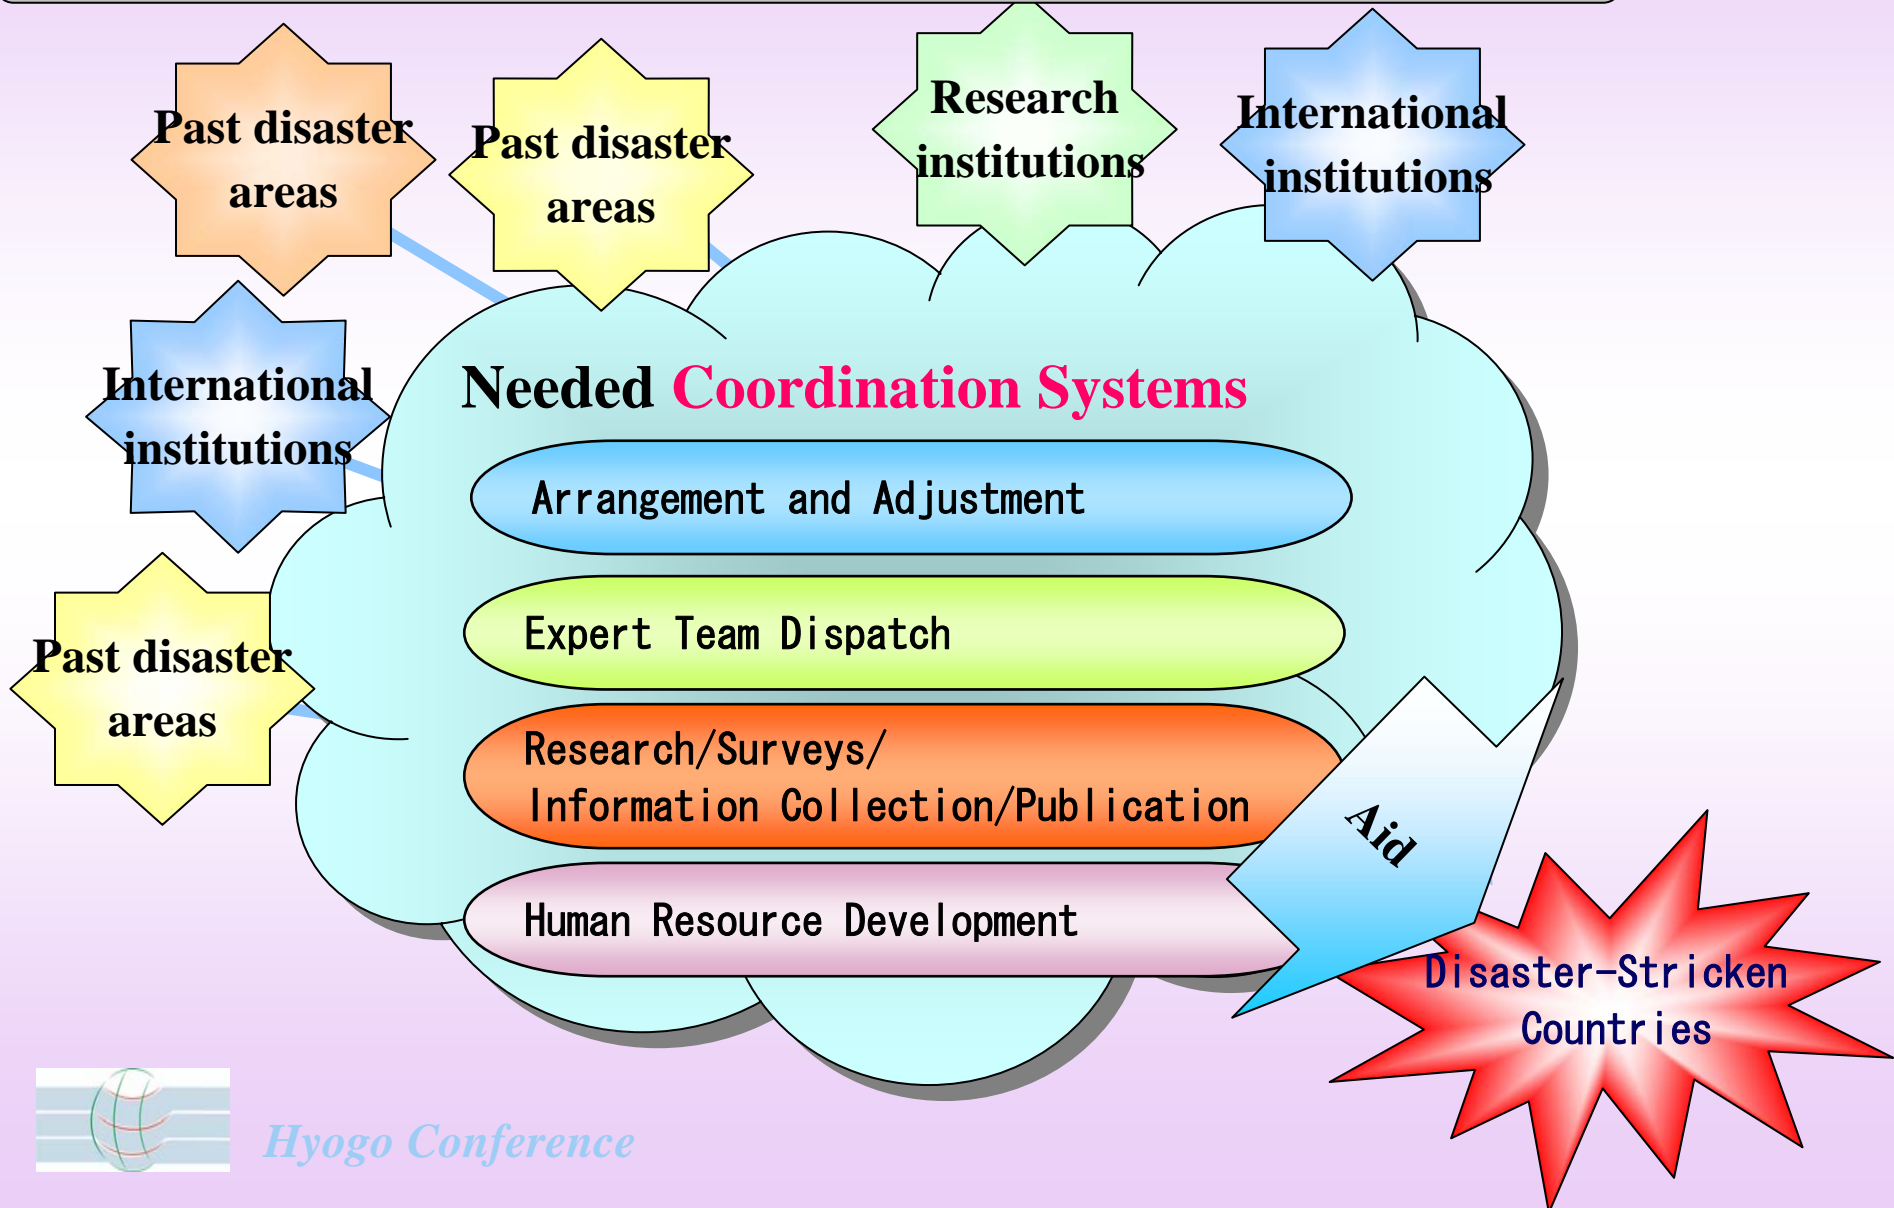 Past disaster
areas
Past disaster
areas
Research
institutions
International
institutions
International
institutions
Past disaster
areas
Needed Coordination Systems
Arrangement and Adjustment
Expert Team Dispatch
Research/Surveys/
Information Collection/Publication
Human Resource Development
Aid
Disaster-Stricken
Countries
Hyogo Conference